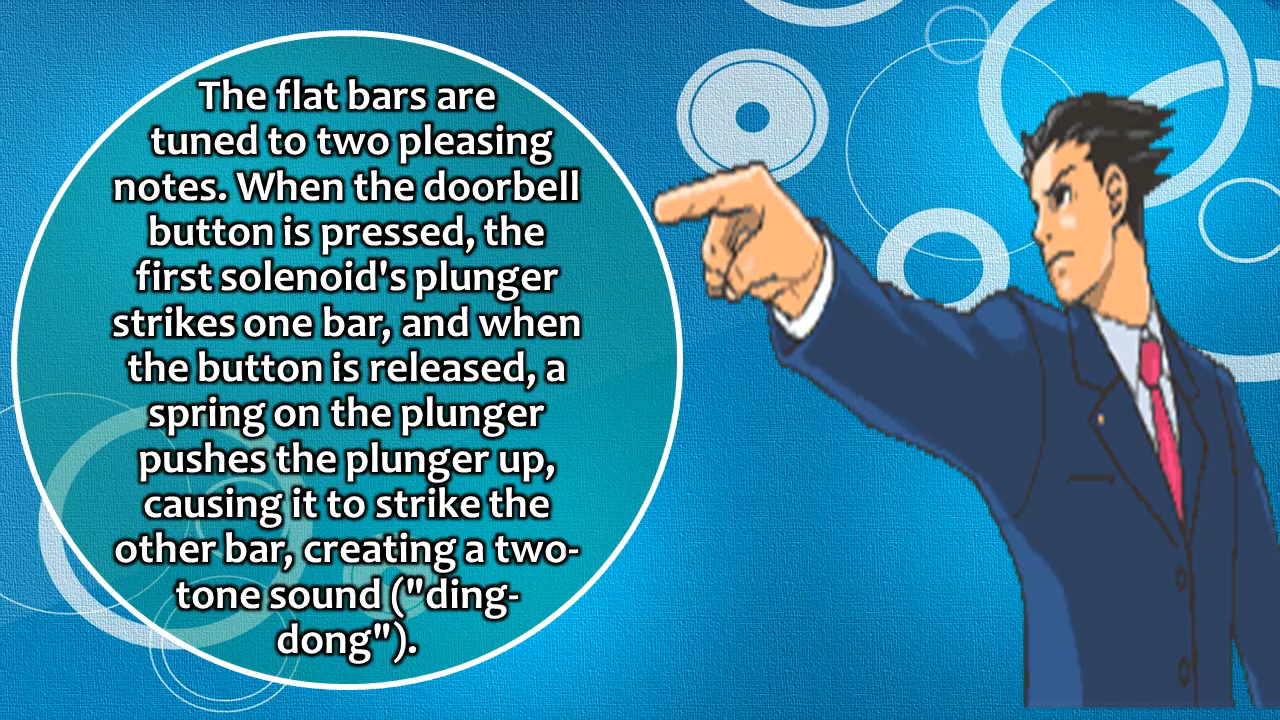 The flat bars are
tuned to two pleasing
notes. When the doorbell
button is pressed, the
first solenoid's plunger
strikes one bar, and when
the button is released, a
spring on the plunger
pushes the plunger up,
causing it to strike the
other bar, creating a two-
tone sound ("ding-
dong").